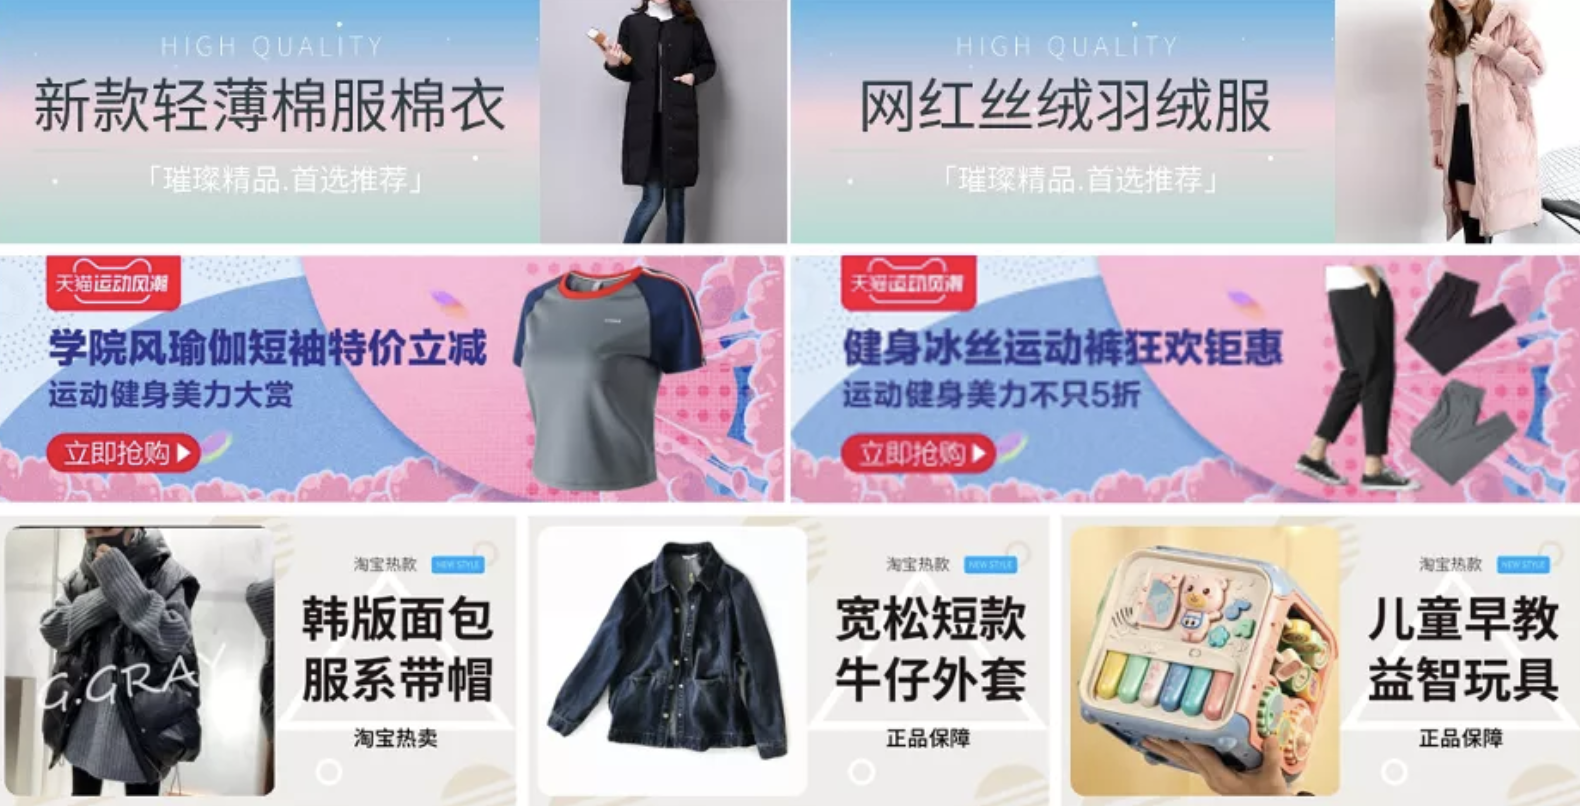 HIGH QUALITY
新款轻薄棉服棉衣
「璀璨精品.首选推荐」
HIGH QUALITY
网红丝绒羽绒服
「璀璨精品.首选推荐」
天猫运动风潮
学院风瑜伽短袖特价立减
运动健身美力大赏
立即抢购
天猫运动风潮
健身冰丝运动裤狂欢钜惠
运动健身美力不只5折
立即抢购
G.GRAY
淘宝热款 NEW STYLE
韩版面包
服系带帽
淘宝热卖
淘宝热款 NEW STYLE
宽松短款
牛仔外套
正品保障
淘宝热款 NEW STYLE
儿童早教
益智玩具
正品保障